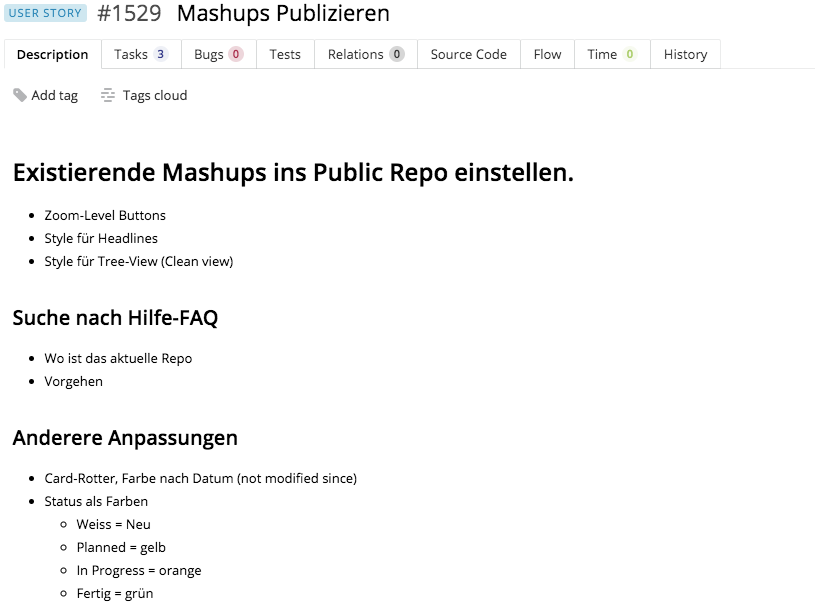 USER STORY #1529 Mashups Publizieren
Description Tasks 3 Bugs 0 Tests Relations 0 Source Code Flow Time 0 History
Add tag Tags cloud
Existierende Mashups ins Public Repo einstellen.
Zoom-Level Buttons
Style für Headlines
Style für Tree-View (Clean view)
Suche nach Hilfe-FAQ
Wo ist das aktuelle Repo
Vorgehen
Anderere Anpassungen
Card-Rotter, Farbe nach Datum (not modified since)
Status als Farben
Weiss = Neu
Planned = gelb
In Progress = orange
Fertig = grün